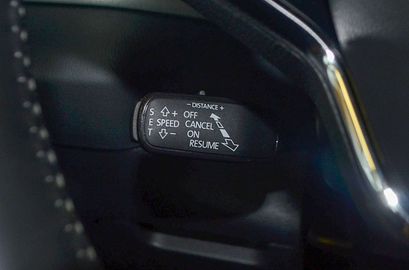 − DISTANCE +
S + OFF
E SPEED CANCEL
T − ON
RESUME